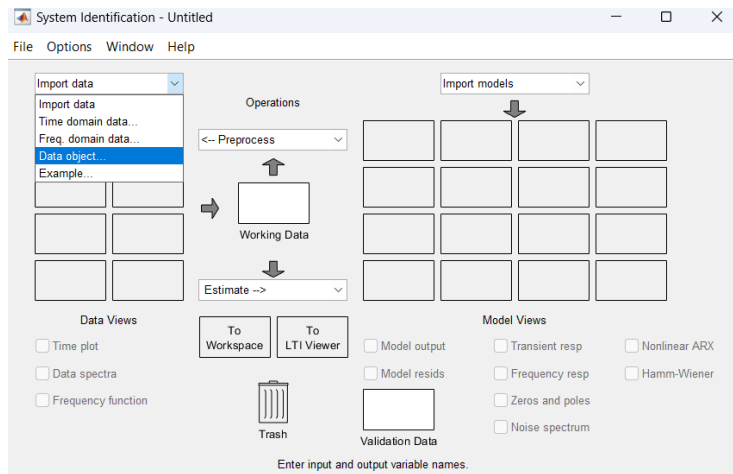 System Identification - Untitled
File Options Window Help
Import data
Import data
Time domain data...
Freq. domain data...
Data object...
Example...
Operations
<-- Preprocess
Working Data
Estimate -->
Import models
Data Views
Time plot
Data spectra
Frequency function
To
Workspace
To
LTI Viewer
Trash
Model Views
Model output
Transient resp
Nonlinear ARX
Model resids
Frequency resp
Hamm-Wiener
Zeros and poles
Noise spectrum
Validation Data
Enter input and output variable names.